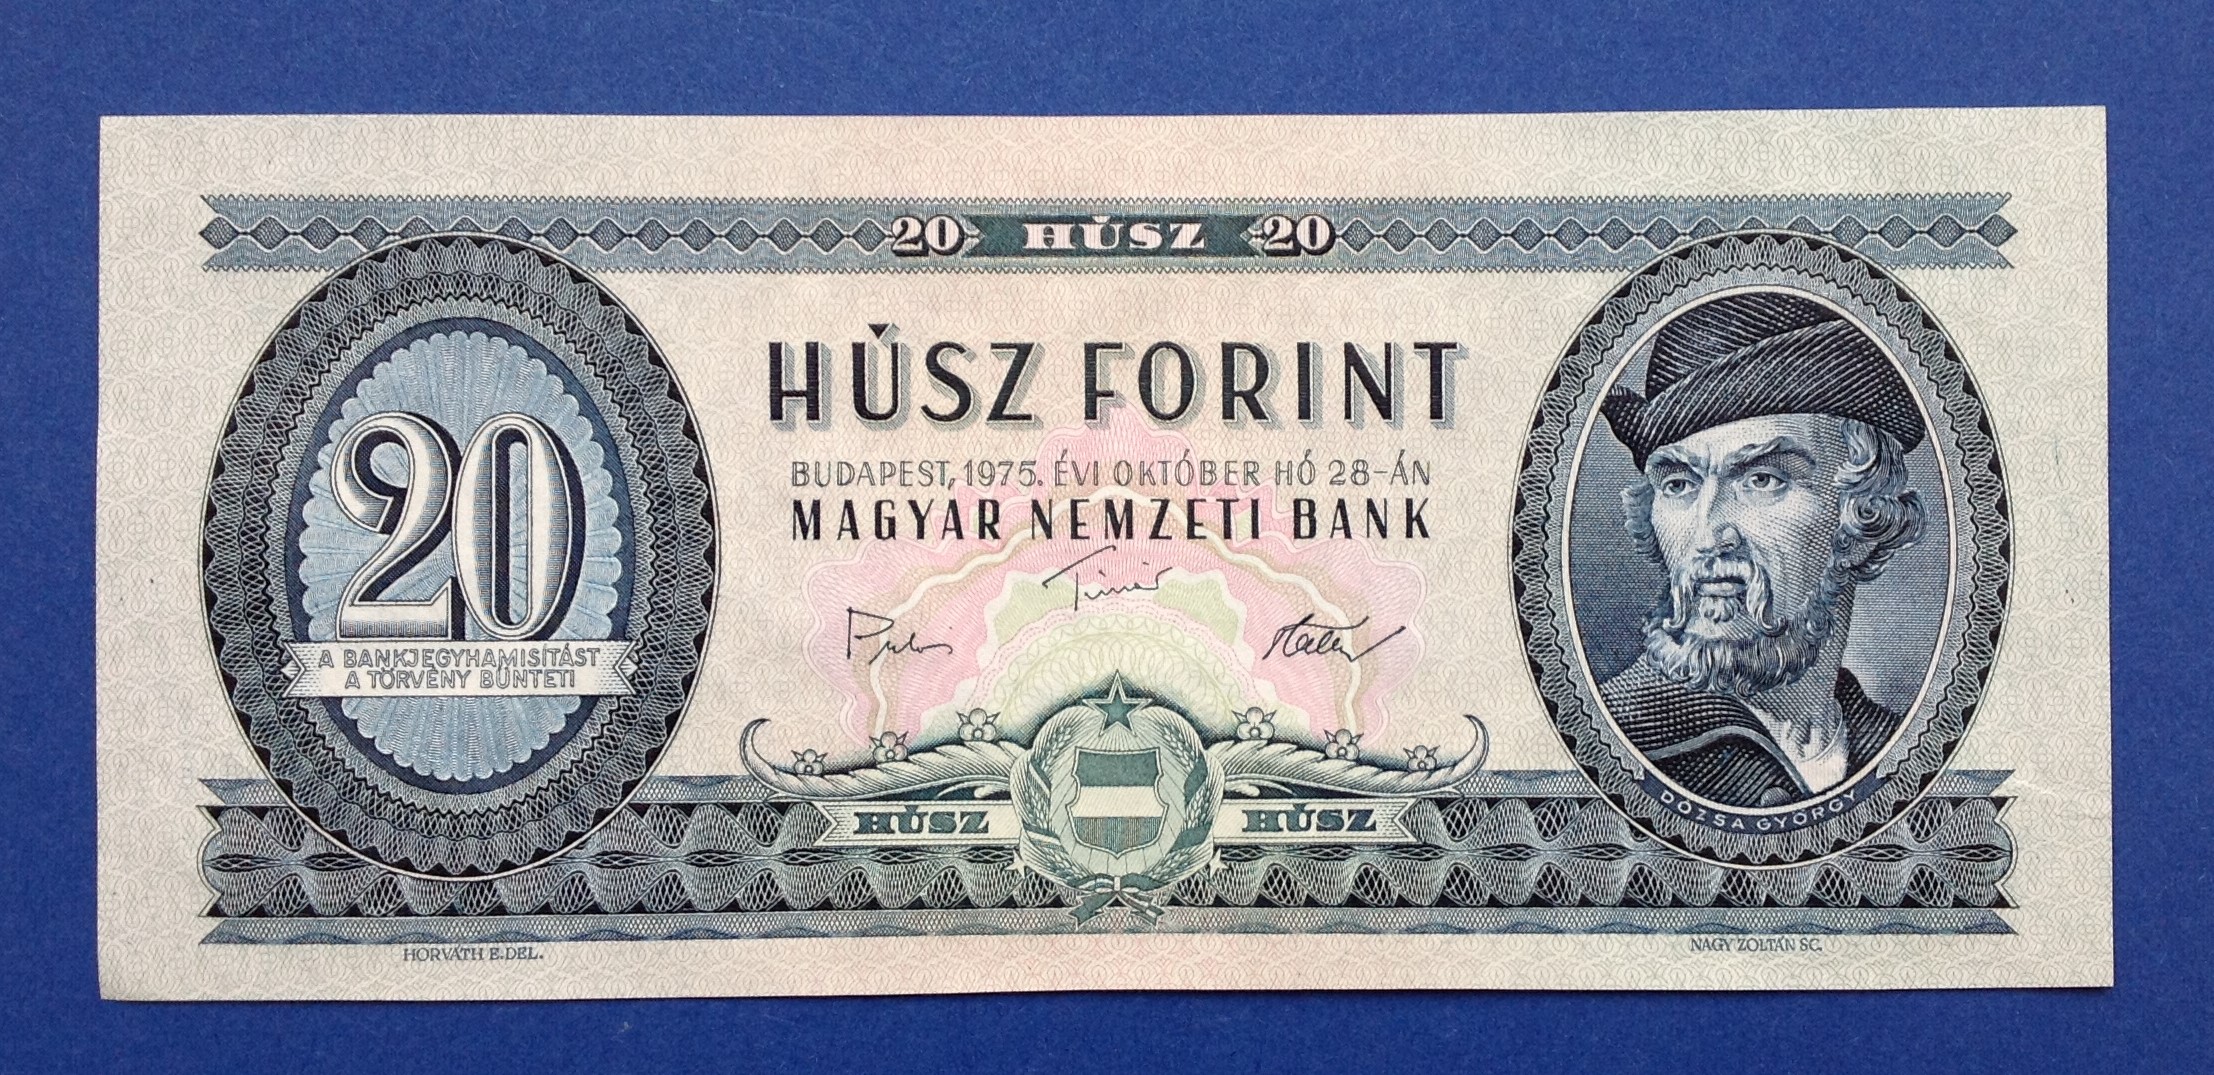 20 HÚSZ 20
HÚSZ FORINT
BUDAPEST, 1975. ÉVI OKTÓBER HÓ 28-ÁN
MAGYAR NEMZETI BANK
20
A BANKJEGYHAMISÍTÁST
A TÖRVÉNY BÜNTETI
HÚSZ HÚSZ
DÓZSA GYÖRGY
HORVÁTH E. DEL.
NAGY ZOLTÁN SC.